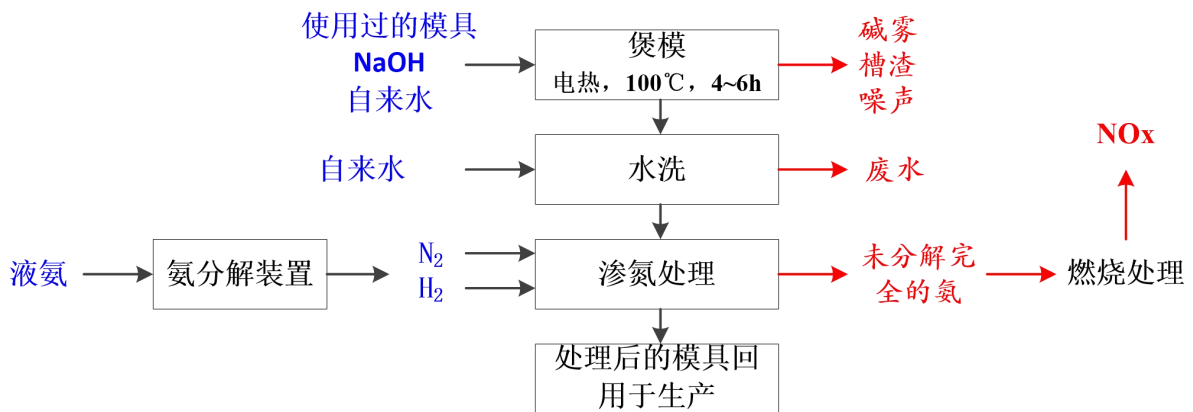 使用过的模具
NaOH
自来水
煲模
电热，100℃，4~6h
碱雾
槽渣
噪声
自来水
水洗
废水
NOx
液氨
氨分解装置
N₂
H₂
渗氮处理
未分解完
全的氨
燃烧处理
处理后的模具回
用于生产